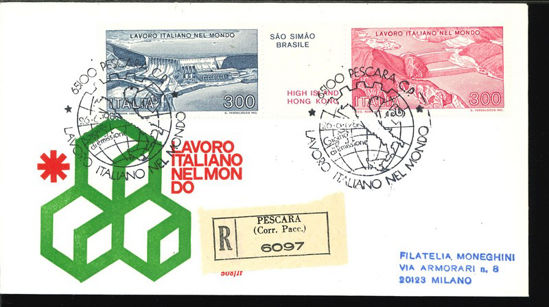 LAVORO ITALIANO NEL MONDO
ITALIA 300
SÃO SIMÃO
BRASILE
HIGH ISLAND
HONG KONG
LAVORO ITALIANO NEL MONDO
300
65100 PESCARA C.P.
LAVORO ITALIANO NEL MONDO
65100 PESCARA C.P.
LAVORO ITALIANO NEL MONDO
LAVORO
ITALIANO
NEL MON
DO
R
PESCARA
(Corr. Pacc.)
6097
FILATELIA MONEGHINI
VIA ARMORARI n. 8
20123 MILANO